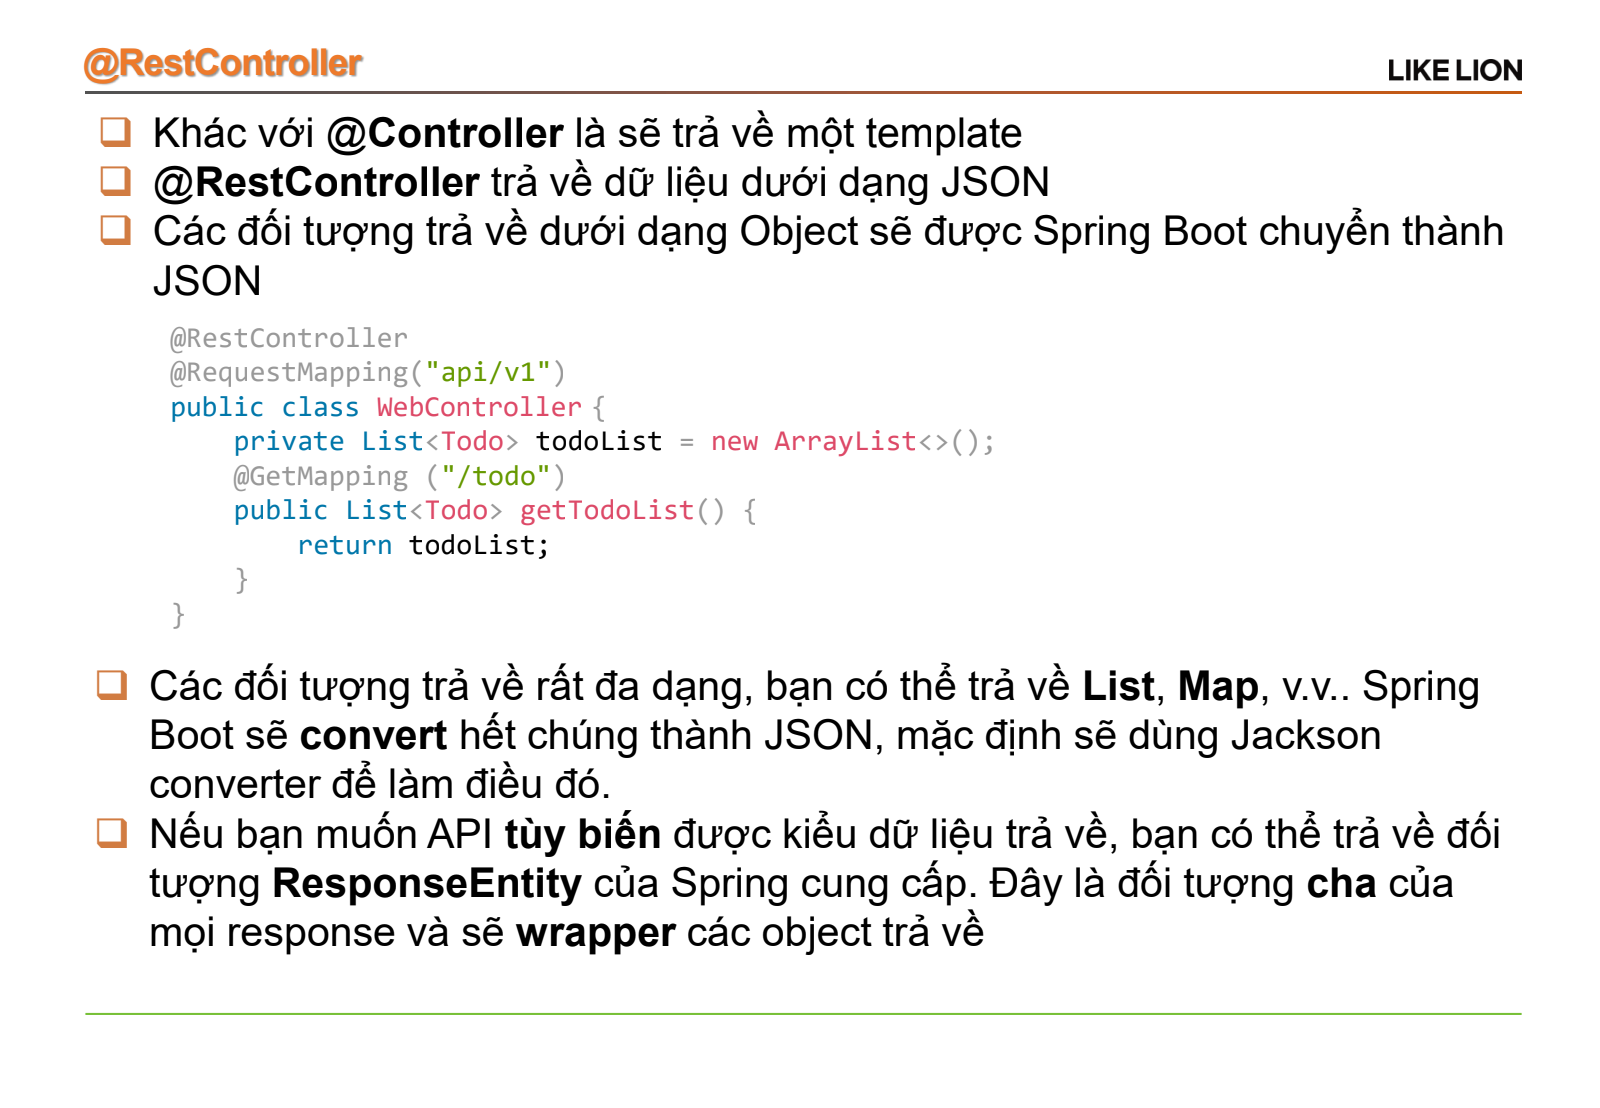 @RestController
LIKE LION
Khác với @Controller là sẽ trả về một template
@RestController trả về dữ liệu dưới dạng JSON
Các đối tượng trả về dưới dạng Object sẽ được Spring Boot chuyển thành
JSON
@RestController
@RequestMapping("api/v1")
public class WebController {
    private List<Todo> todoList = new ArrayList<>();
    @GetMapping ("/todo")
    public List<Todo> getTodoList() {
        return todoList;
    }
}
Các đối tượng trả về rất đa dạng, bạn có thể trả về List, Map, v.v.. Spring
Boot sẽ convert hết chúng thành JSON, mặc định sẽ dùng Jackson
converter để làm điều đó.
Nếu bạn muốn API tùy biến được kiểu dữ liệu trả về, bạn có thể trả về đối
tượng ResponseEntity của Spring cung cấp. Đây là đối tượng cha của
mọi response và sẽ wrapper các object trả về